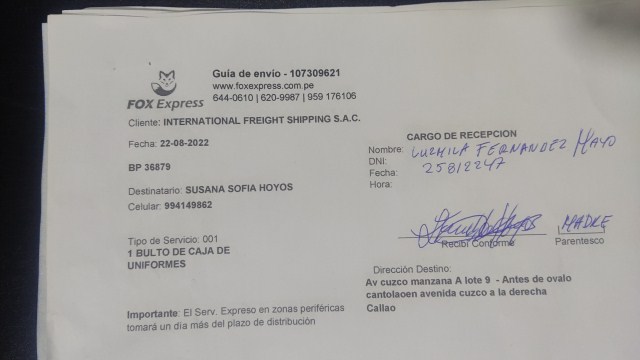 Guía de envío - 107309621
www.foxexpress.com.pe
644-0610 | 620-9987 | 959 176106
FOX Express
Cliente: INTERNATIONAL FREIGHT SHIPPING S.A.C.
Fecha: 22-08-2022
BP 36879
Destinatario: SUSANA SOFIA HOYOS
Celular: 994149862
Tipo de Servicio: 001
1 BULTO DE CAJA DE
UNIFORMES
Importante: El Serv. Expreso en zonas periféricas
tomará un día más del plazo de distribución
CARGO DE RECEPCION
Nombre: LUZMILA FERNANDEZ MAYO
DNI: 25812247
Fecha:
Hora:
Recibí Conforme
MADRE
Parentesco
Dirección Destino:
Av cuzco manzana A lote 9 - Antes de ovalo
cantolaoen avenida cuzco a la derecha
Callao